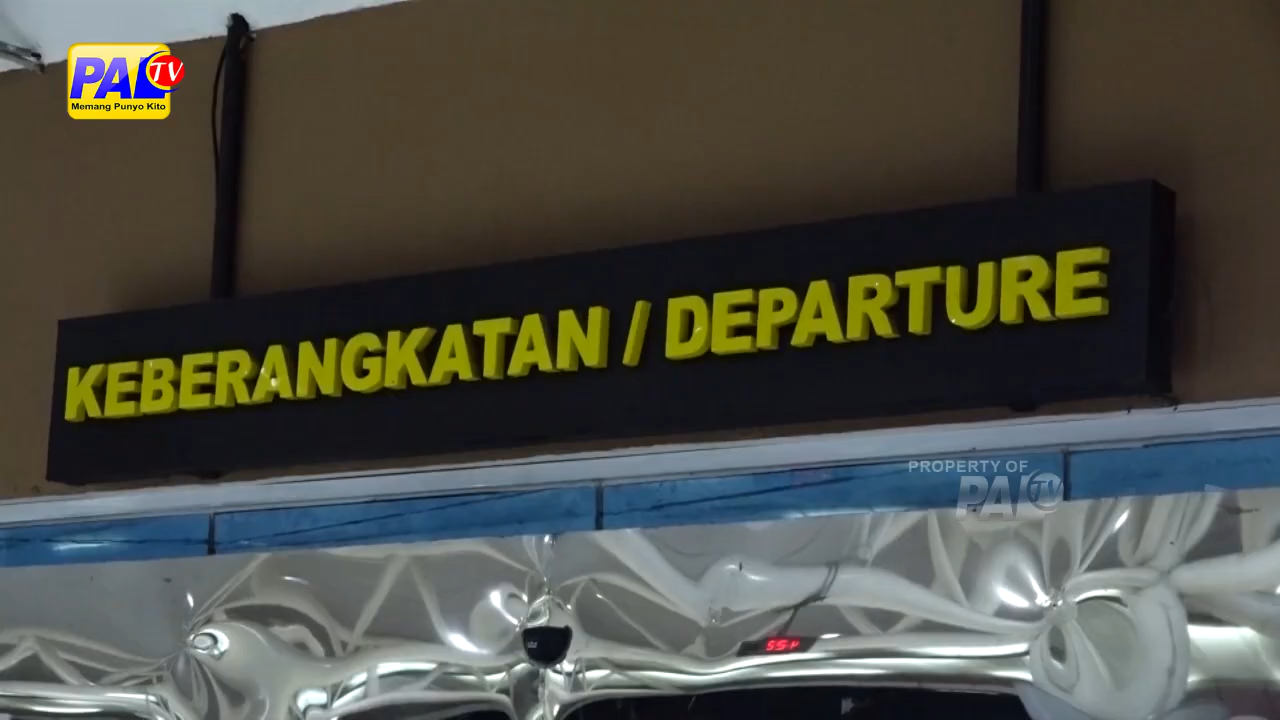 PAL TV
Memang Punyo Kito
KEBERANGKATAN / DEPARTURE
PROPERTY OF
PAL TV